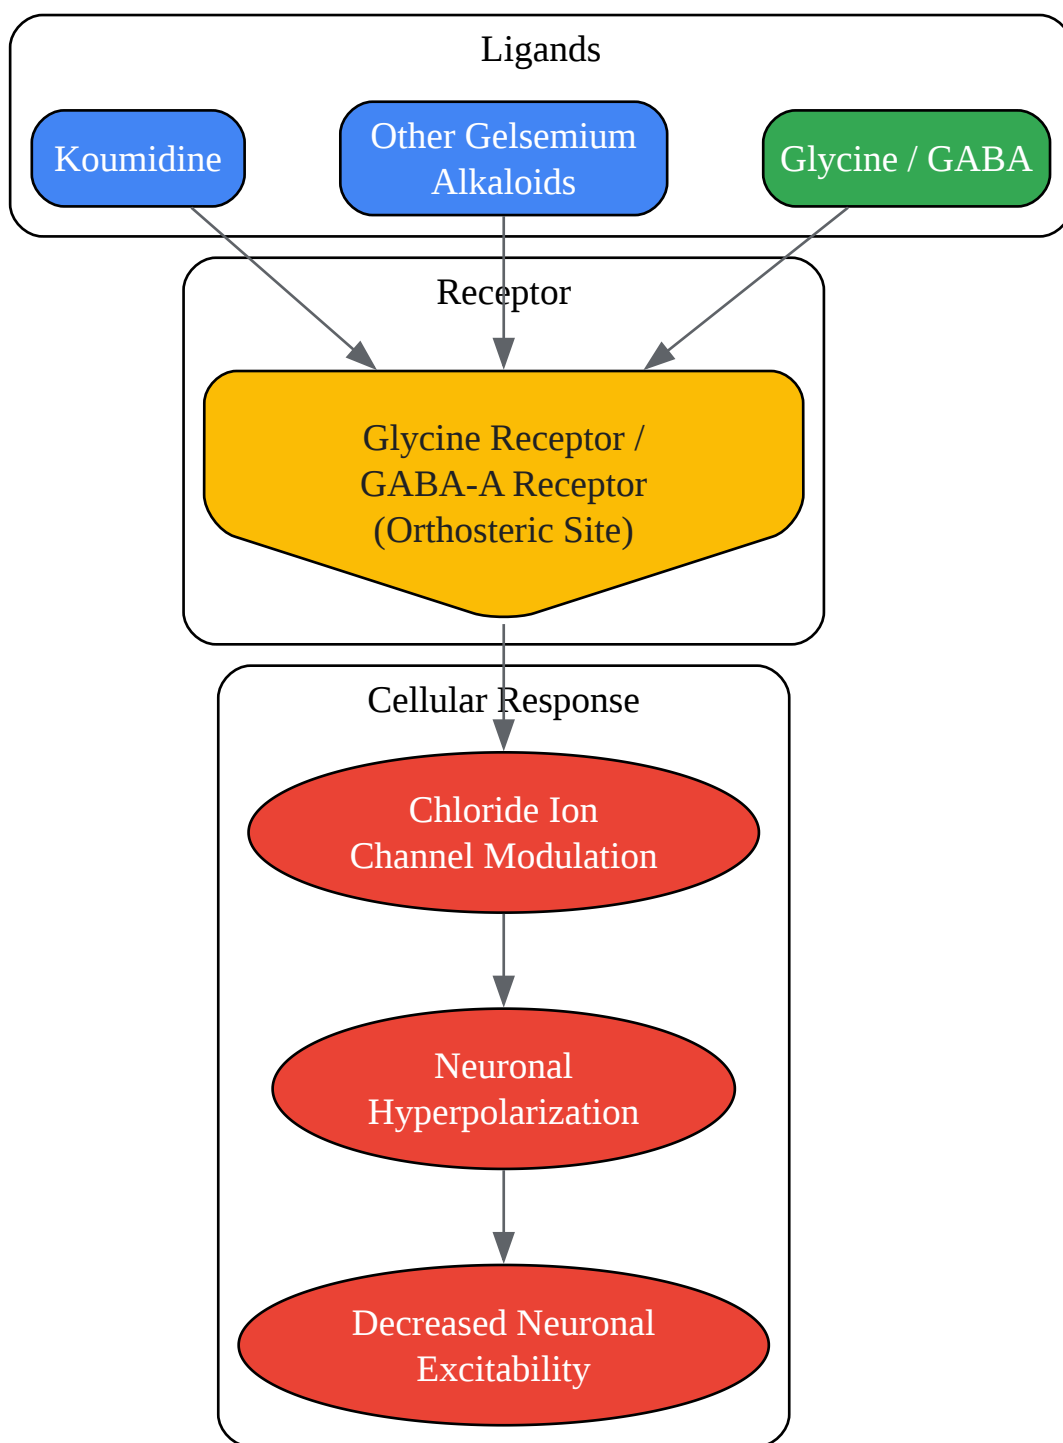 Ligands
Koumidine
Other Gelsemium
Alkaloids
Glycine / GABA
Receptor
Glycine Receptor /
GABA-A Receptor
(Orthosteric Site)
Cellular Response
Chloride Ion
Channel Modulation
Neuronal
Hyperpolarization
Decreased Neuronal
Excitability